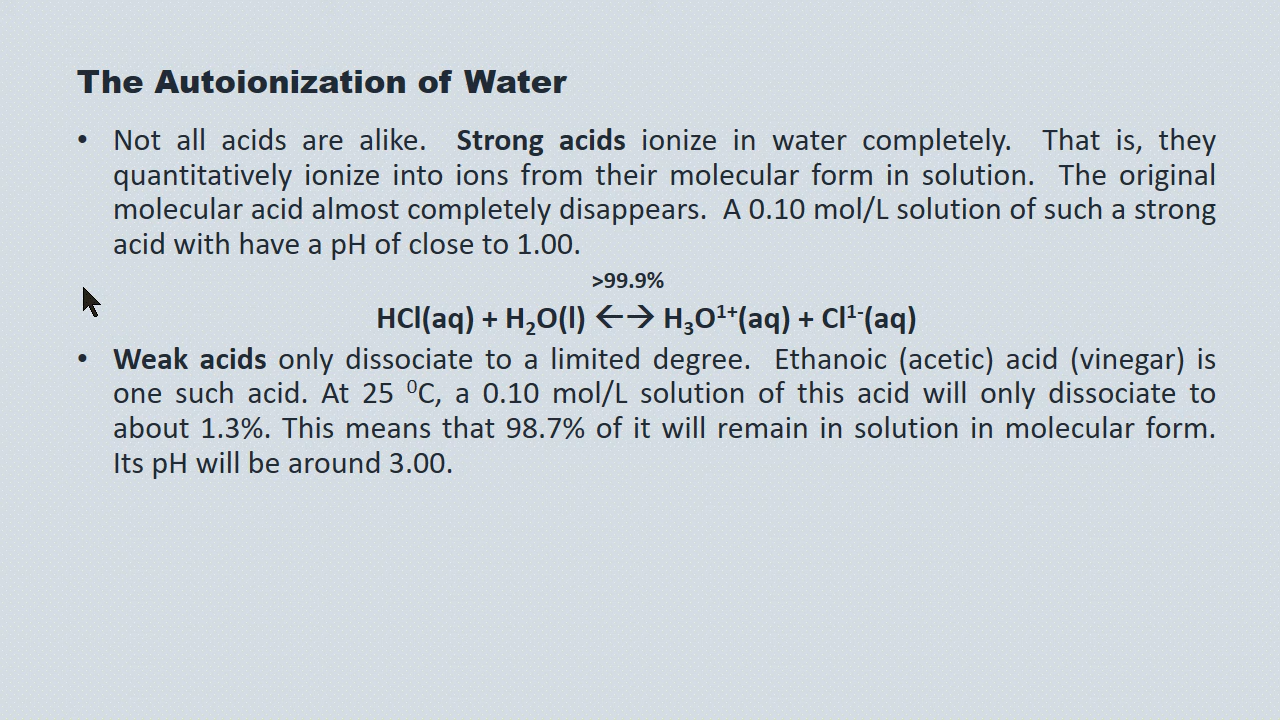 The Autoionization of Water
• Not all acids are alike. Strong acids ionize in water completely. That is, they
quantitatively ionize into ions from their molecular form in solution. The original
molecular acid almost completely disappears. A 0.10 mol/L solution of such a strong
acid with have a pH of close to 1.00.
>99.9%
HCl(aq) + H₂O(l) ←→ H₃O¹⁺(aq) + Cl¹⁻(aq)
• Weak acids only dissociate to a limited degree. Ethanoic (acetic) acid (vinegar) is
one such acid. At 25 ⁰C, a 0.10 mol/L solution of this acid will only dissociate to
about 1.3%. This means that 98.7% of it will remain in solution in molecular form.
Its pH will be around 3.00.